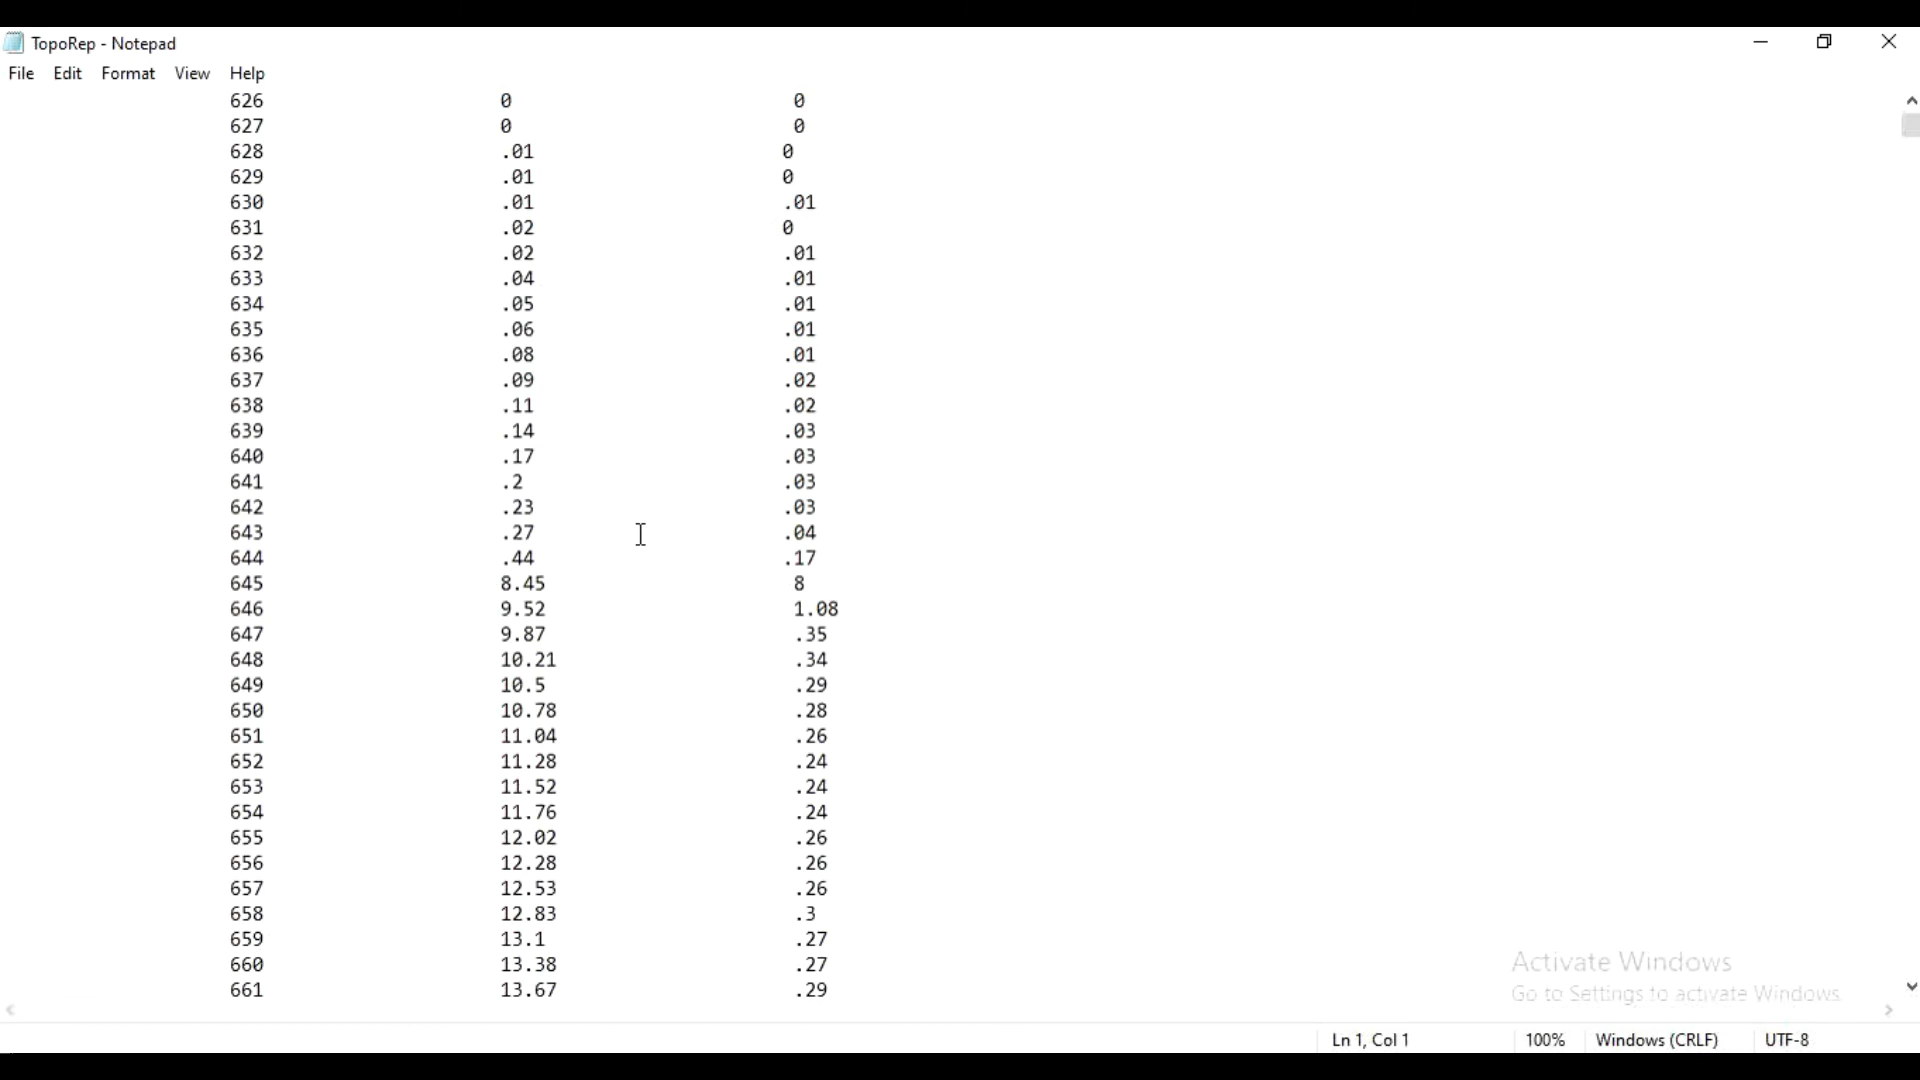 TopoRep - Notepad
File Edit Format View Help
626 0 0
627 0 0
628 .01 0
629 .01 0
630 .01 .01
631 .02 0
632 .02 .01
633 .04 .01
634 .05 .01
635 .06 .01
636 .08 .01
637 .09 .02
638 .11 .02
639 .14 .03
640 .17 .03
641 .2 .03
642 .23 .03
643 .27 .04
644 .44 .17
645 8.45 8
646 9.52 1.08
647 9.87 .35
648 10.21 .34
649 10.5 .29
650 10.78 .28
651 11.04 .26
652 11.28 .24
653 11.52 .24
654 11.76 .24
655 12.02 .26
656 12.28 .26
657 12.53 .26
658 12.83 .3
659 13.1 .27
660 13.38 .27
661 13.67 .29
Activate Windows
Go to Settings to activate Windows.
Ln 1, Col 1 100% Windows (CRLF) UTF-8